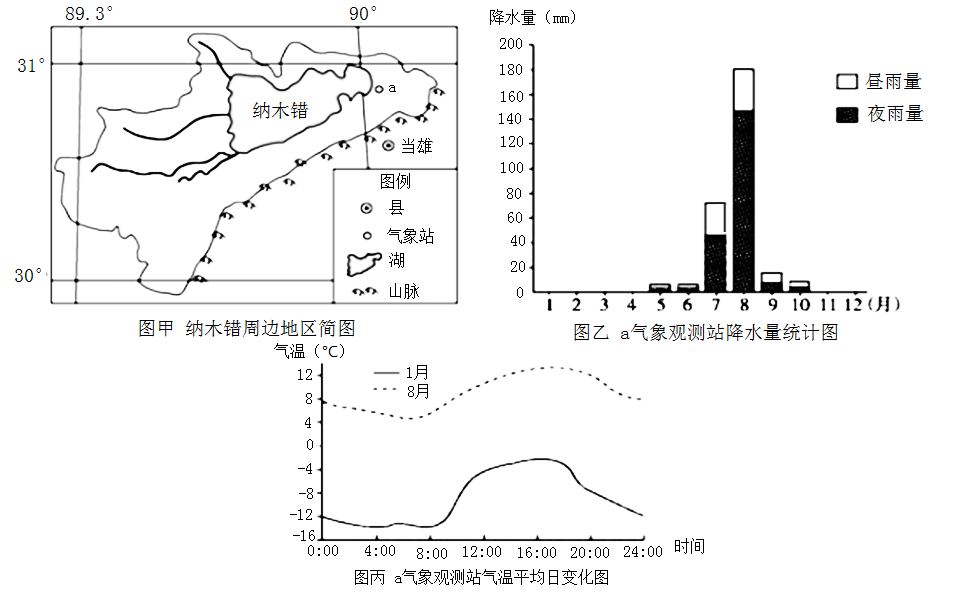 89.3° 90°
31°
a
纳木错
当雄
图例
县
气象站
湖
山脉
30°
图甲 纳木错周边地区简图
降水量（mm）
200
180
160
140
120
100
80
60
40
20
0
昼雨量
夜雨量
1 2 3 4 5 6 7 8 9 10 11 12（月）
图乙 a气象观测站降水量统计图
气温（°C）
12
8
4
0
-4
-8
-12
-16
1月
8月
0:00 4:00 8:00 12:00 16:00 20:00 24:00 时间
图丙 a气象观测站气温平均日变化图